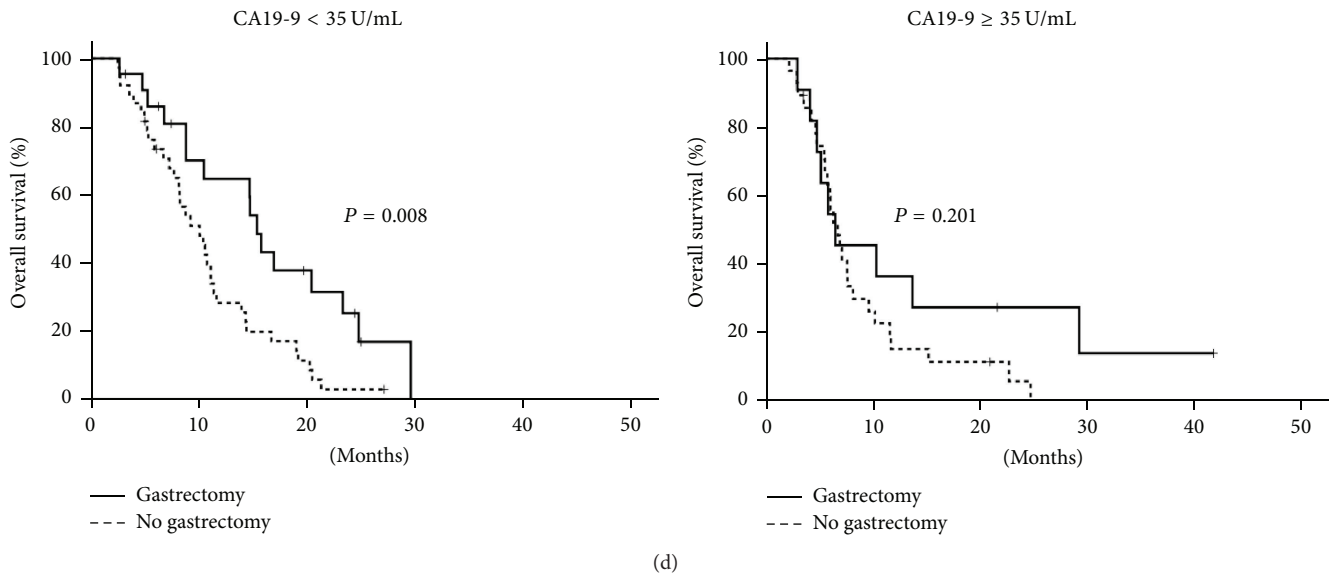 CA19-9 < 35 U/mL
Overall survival (%)
100
80
60
40
20
0
P = 0.008
0 10 20 30 40 50
(Months)
Gastrectomy
No gastrectomy
CA19-9 ≥ 35 U/mL
Overall survival (%)
100
80
60
40
20
0
P = 0.201
0 10 20 30 40 50
(Months)
Gastrectomy
No gastrectomy
(d)